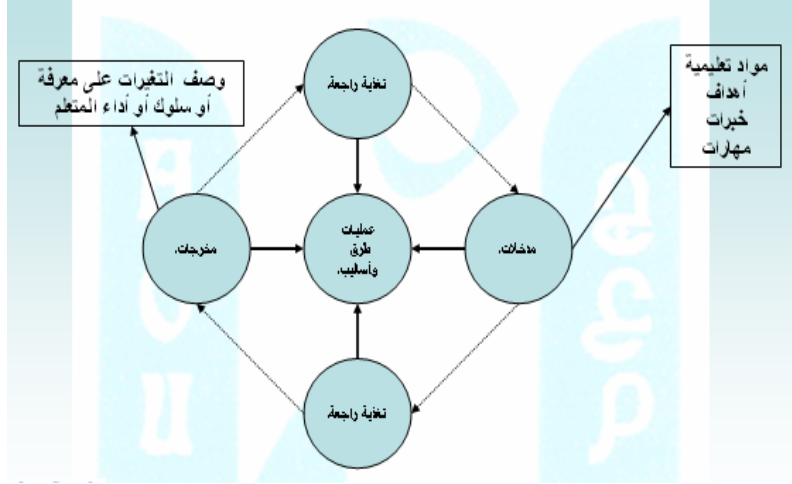 تغذية راجعة.
مواد تعليمية
أهداف
خبرات
مهارات
وصف التغيرات على معرفة
أو سلوك أو أداء المتعلم
مدخلات.
عمليات
طرق
وأساليب.
مخرجات.
تغذية راجعة.